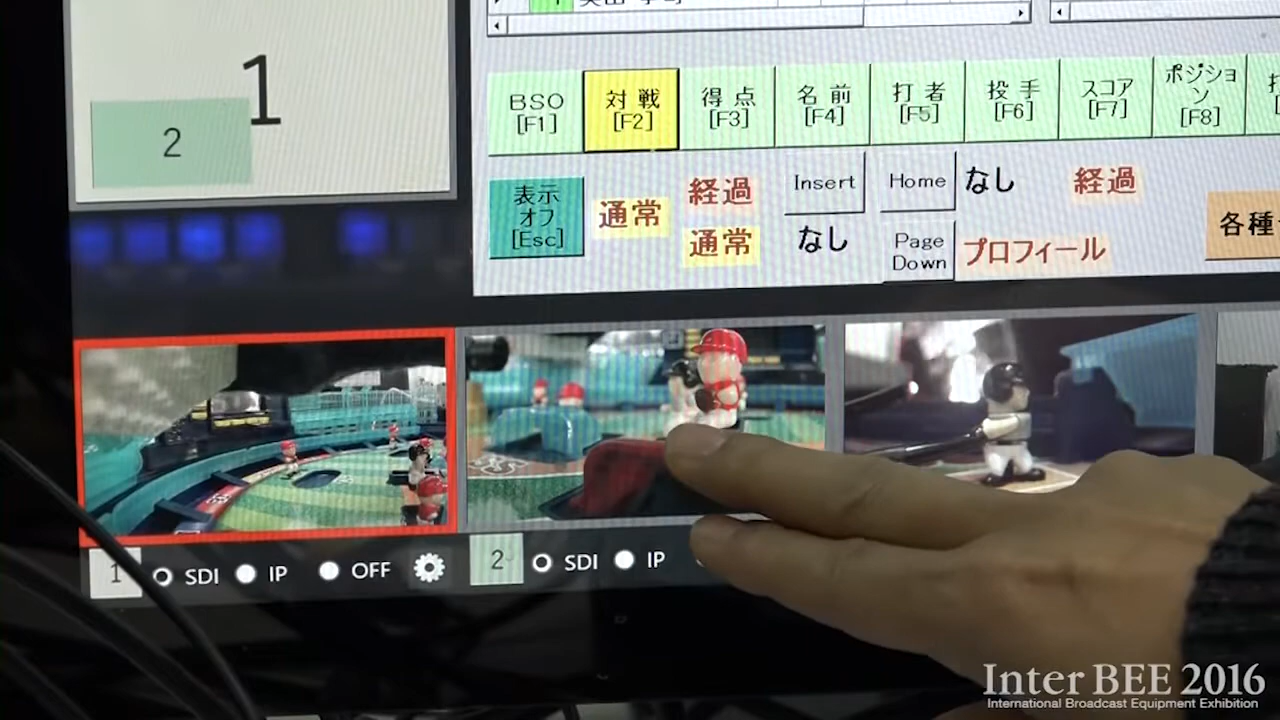 1
2
BSO
[F1]
対戦
[F2]
得点
[F3]
名前
[F4]
打者
[F5]
投手
[F6]
スコア
[F7]
ポジショ
ン
[F8]
表示
オフ
[Esc]
通常
経過
通常
Insert
なし
Home
Page
Down
なし
プロフィール
経過
各種
1 SDI IP OFF
2 SDI IP
Inter BEE 2016
International Broadcast Equipment Exhibition